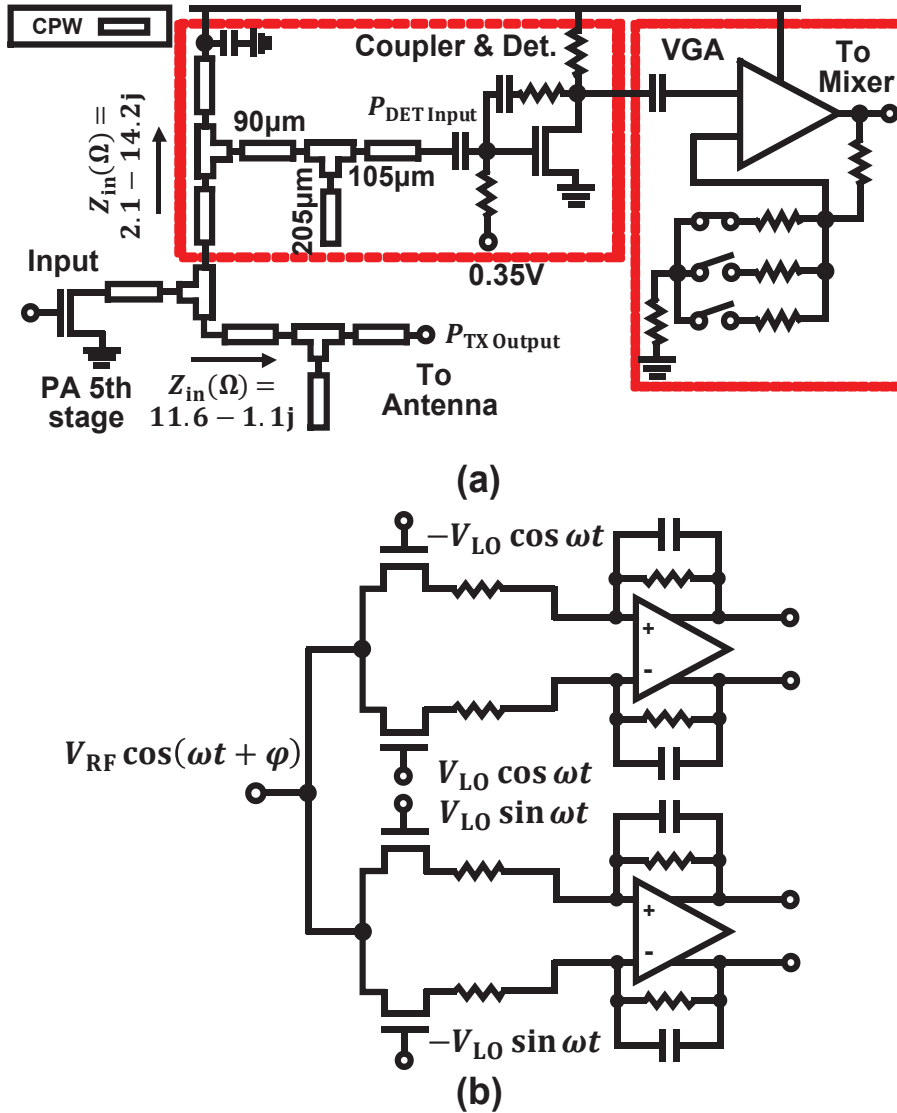 CPW
Coupler & Det.
VGA
To
Mixer
P_DET Input
90μm
105μm
205μm
Z_in(Ω) =
2.1 − 14.2j
0.35V
Input
PA 5th
stage
Z_in(Ω) =
11.6 − 1.1j
P_TX Output
To
Antenna
(a)
−V_LO cos ωt
+
-
V_RF cos(ωt + φ)
V_LO cos ωt
V_LO sin ωt
+
-
−V_LO sin ωt
(b)